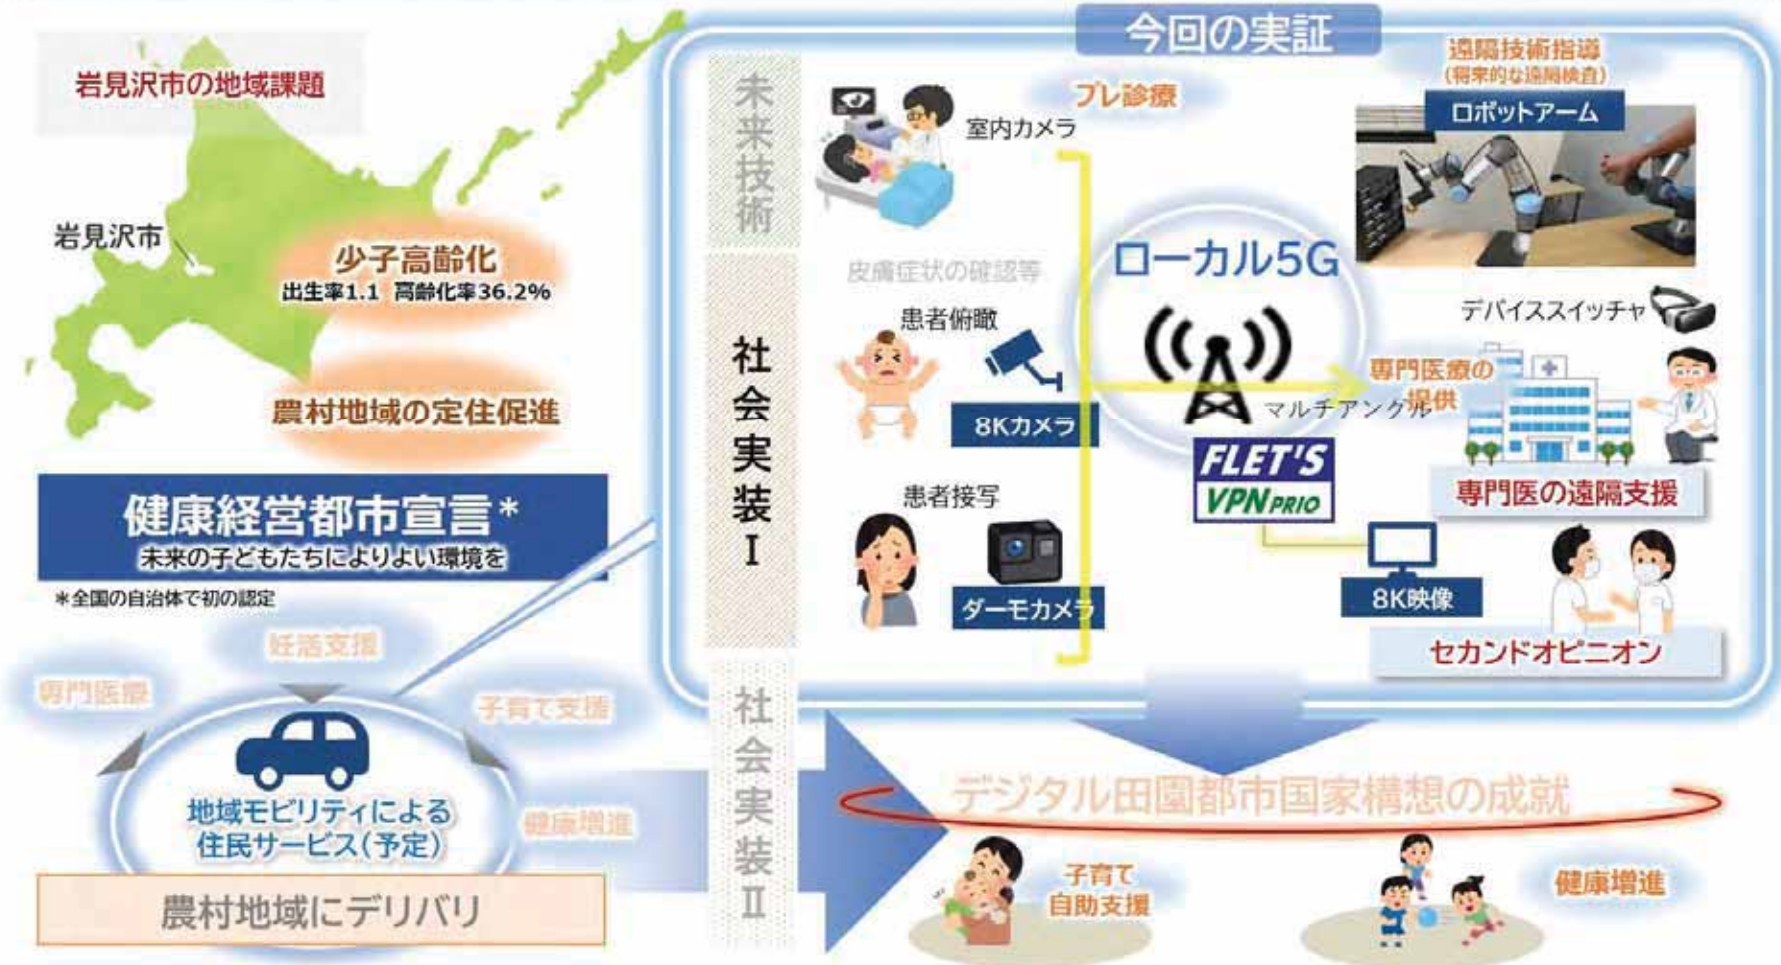 岩見沢市の地域課題
岩見沢市
少子高齢化
出生率1.1 高齢化率36.2%
農村地域の定住促進
健康経営都市宣言*
未来の子どもたちによりよい環境を
*全国の自治体で初の認定
妊活支援
専門医療
子育て支援
健康増進
地域モビリティによる
住民サービス(予定)
農村地域にデリバリ
今回の実証
未来技術
社会実装Ⅰ
社会実装Ⅱ
プレ診療
室内カメラ
皮膚症状の確認等
患者俯瞰
8Kカメラ
患者接写
ダーモカメラ
ローカル5G
マルチアングル
FLET'S
VPN PRIO
遠隔技術指導
(将来的な遠隔検査)
ロボットアーム
デバイススイッチャ
専門医療の
提供
専門医の遠隔支援
8K映像
セカンドオピニオン
デジタル田園都市国家構想の成就
子育て
自助支援
健康増進